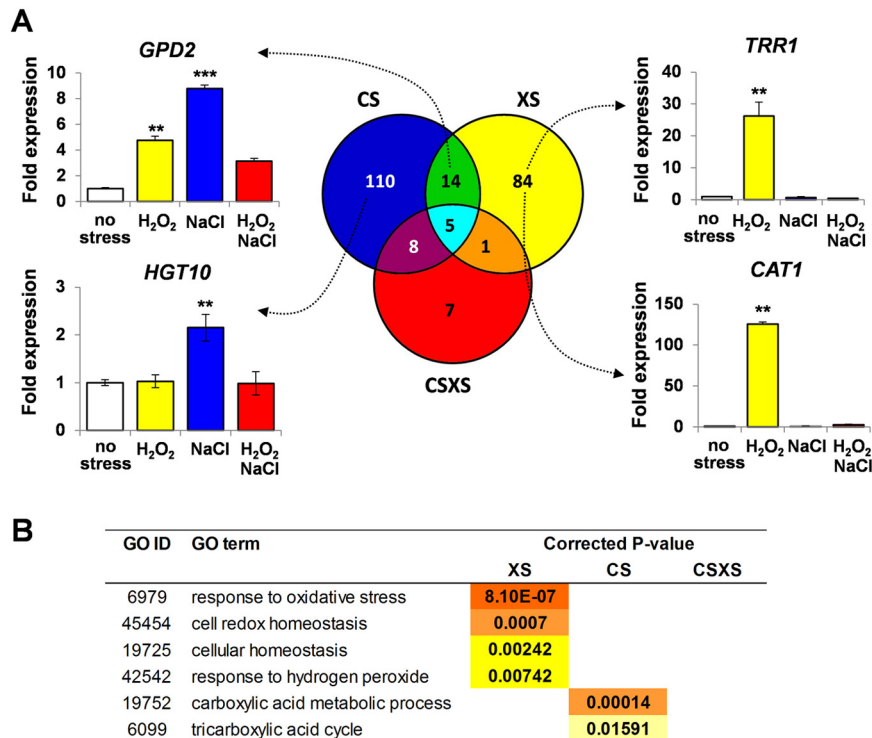 A
GPD2
Fold expression
10
8
6
4
2
0
**
***
no stress
H₂O₂
NaCl
H₂O₂ NaCl
HGT10
Fold expression
3
2
1
0
**
no stress
H₂O₂
NaCl
H₂O₂ NaCl
CS
XS
110
14
84
5
8
1
7
CSXS
TRR1
Fold expression
40
30
20
10
0
**
no stress
H₂O₂
NaCl
H₂O₂ NaCl
CAT1
Fold expression
150
100
50
0
**
no stress
H₂O₂
NaCl
H₂O₂ NaCl
B
GO ID GO term Corrected P-value
XS CS CSXS
6979 response to oxidative stress 8.10E-07
45454 cell redox homeostasis 0.0007
19725 cellular homeostasis 0.00242
42542 response to hydrogen peroxide 0.00742
19752 carboxylic acid metabolic process 0.00014
6099 tricarboxylic acid cycle 0.01591